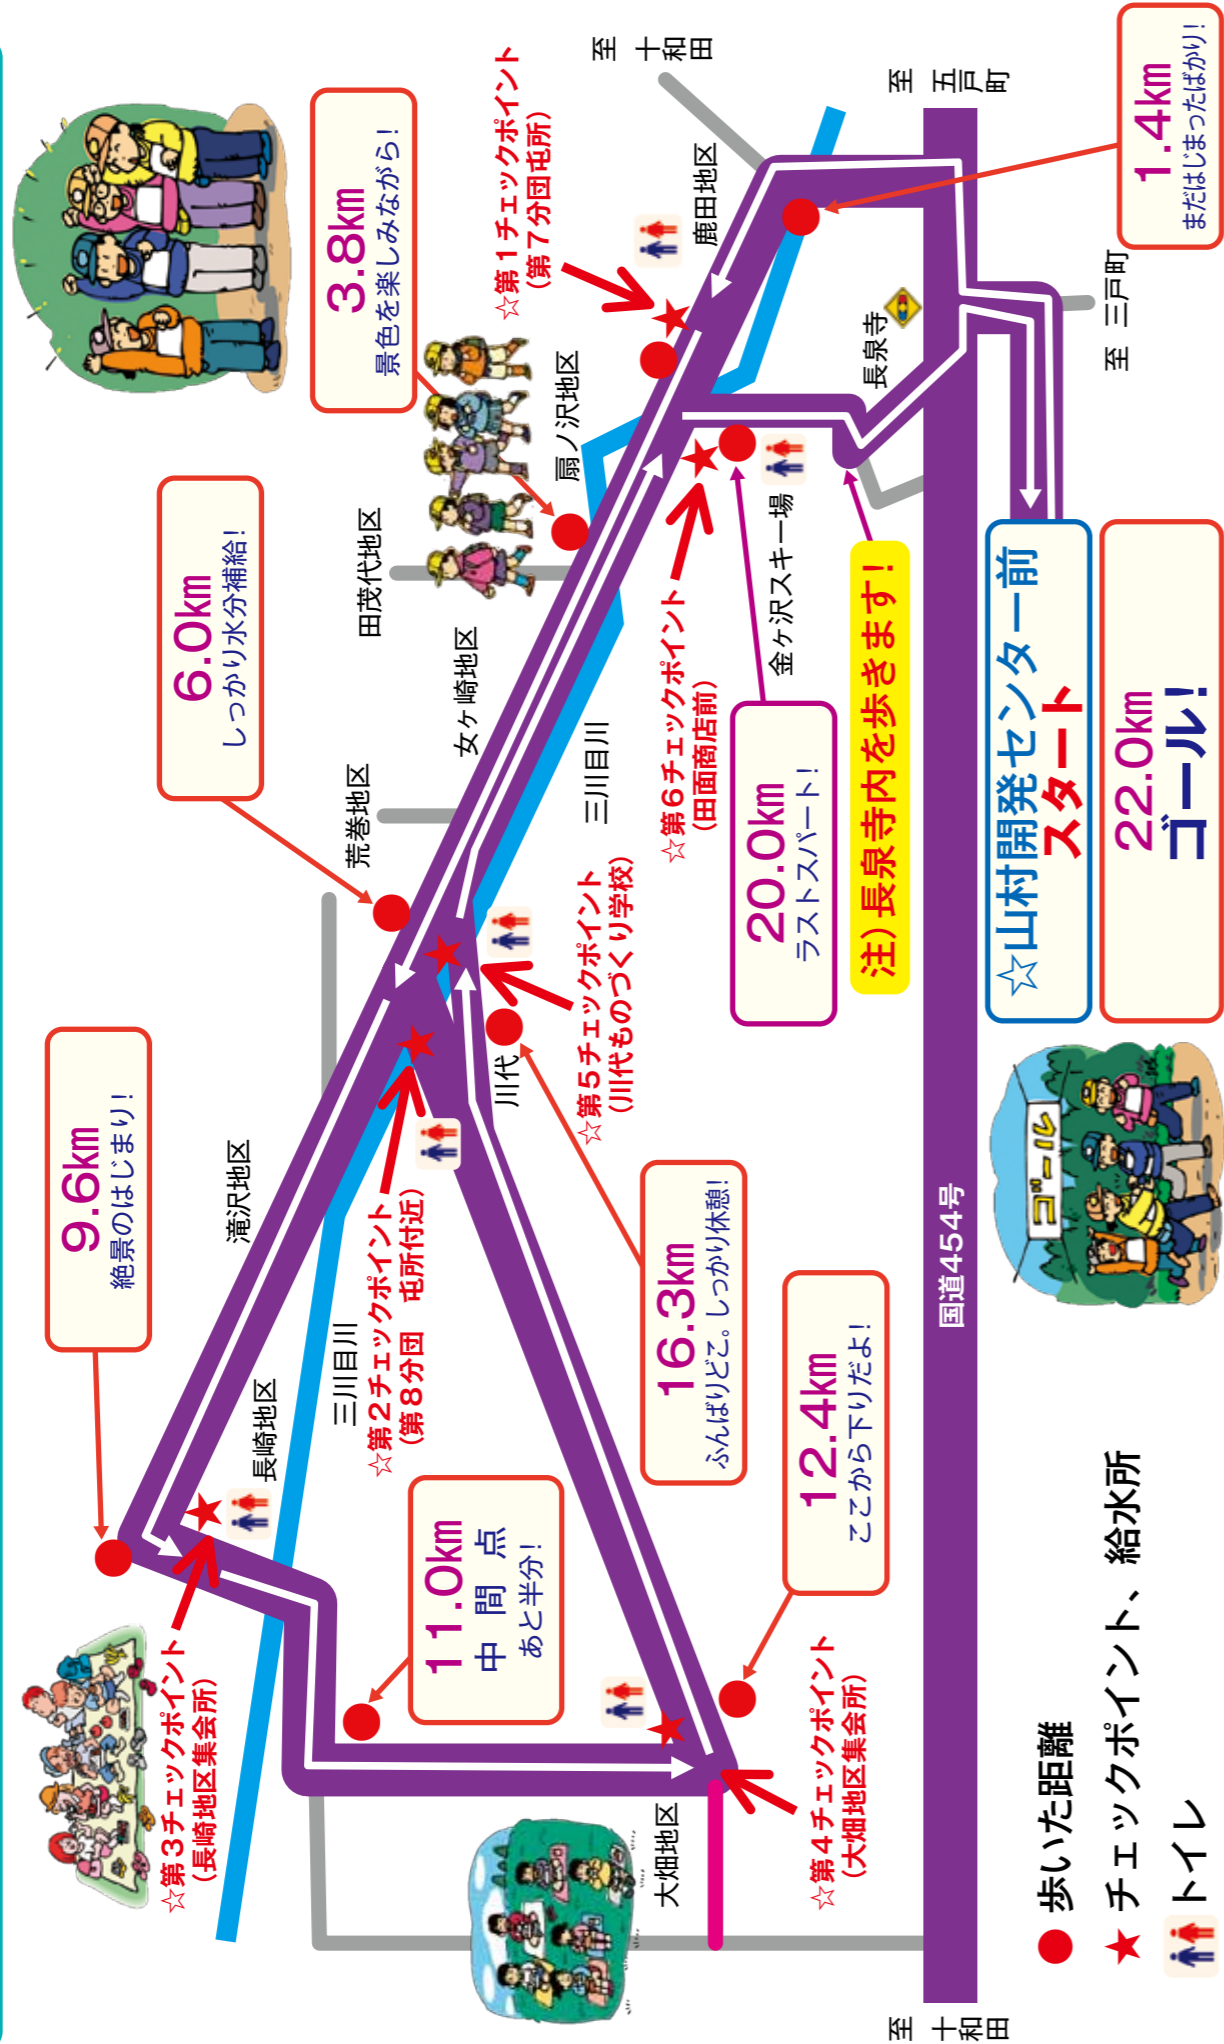 9.6km
絶景のはじまり！
6.0km
しっかり水分補給！
3.8km
景色を楽しみながら！
☆第3チェックポイント
（長崎地区集会所）
長崎地区
滝沢地区
荒巻地区
田茂代地区
女ヶ崎地区
扇ノ沢地区
☆第1チェックポイント
（第7分団屯所）
至 十和田
鹿田地区
三川目川
☆第2チェックポイント
（第8分団 屯所付近）
11.0km
中間点
あと半分！
川代
☆第5チェックポイント
（川代ものづくり学校）
三川目川
☆第6チェックポイント
（田面商店前）
金ヶ沢スキー場
長泉寺
至 五戸町
1.4km
まだはじまったばかり！
至 三戸町
大畑地区
☆第4チェックポイント
（大畑地区集会所）
12.4km
ここから下りだよ！
16.3km
ふんばりどこ。しっかり休憩！
20.0km
ラストスパート！
注）長泉寺内を歩きます！
至 十和田
国道454号
☆山村開発センター前
スタート
22.0km
ゴール！
ゴール
●歩いた距離
★チェックポイント、給水所
トイレ